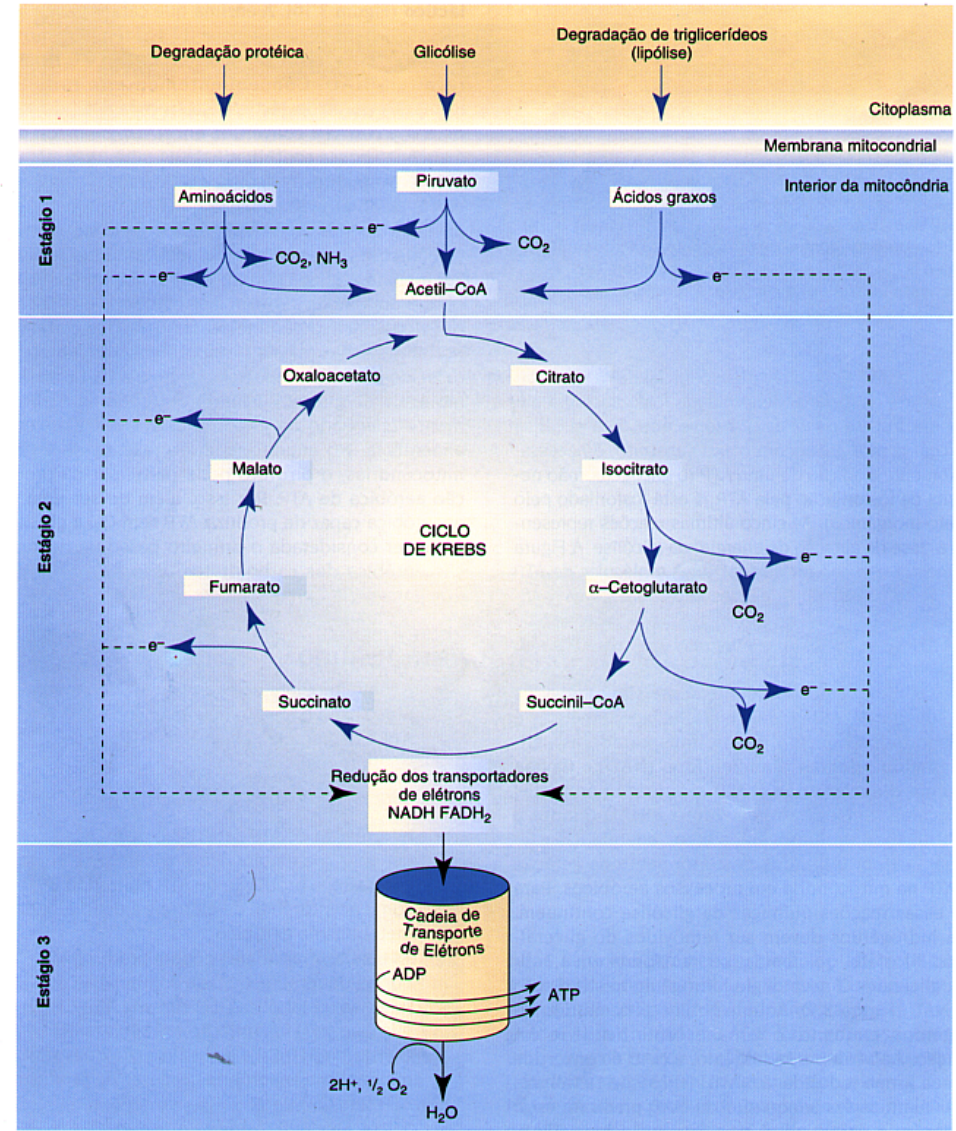 Degradação protéica
Glicólise
Degradação de triglicerídeos
(lipólise)
Citoplasma
Membrana mitocondrial
Interior da mitocôndria
Estágio 1
Aminoácidos
Piruvato
Ácidos graxos
e⁻
CO₂
CO₂, NH₃
e⁻
e⁻
Acetil–CoA
Estágio 2
Oxaloacetato
Citrato
e⁻
Malato
Isocitrato
CICLO
DE KREBS
e⁻
Fumarato
α–Cetoglutarato
CO₂
e⁻
Succinato
Succinil–CoA
e⁻
CO₂
Redução dos transportadores
de elétrons
NADH FADH₂
Estágio 3
Cadeia de
Transporte
de Elétrons
ADP
ATP
2H⁺, ½ O₂
H₂O